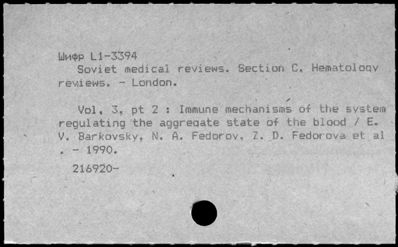 Шифр L1-3394
Soviet medical reviews. Section C. Hematology
reviews. - London.
Vol. 3, pt 2 : Immune mechanisms of the system
regulating the aggregate state of the blood / E.
V. Barkovsky, N. A. Fedorov, Z. D. Fedorova et al
. - 1990.
216920-